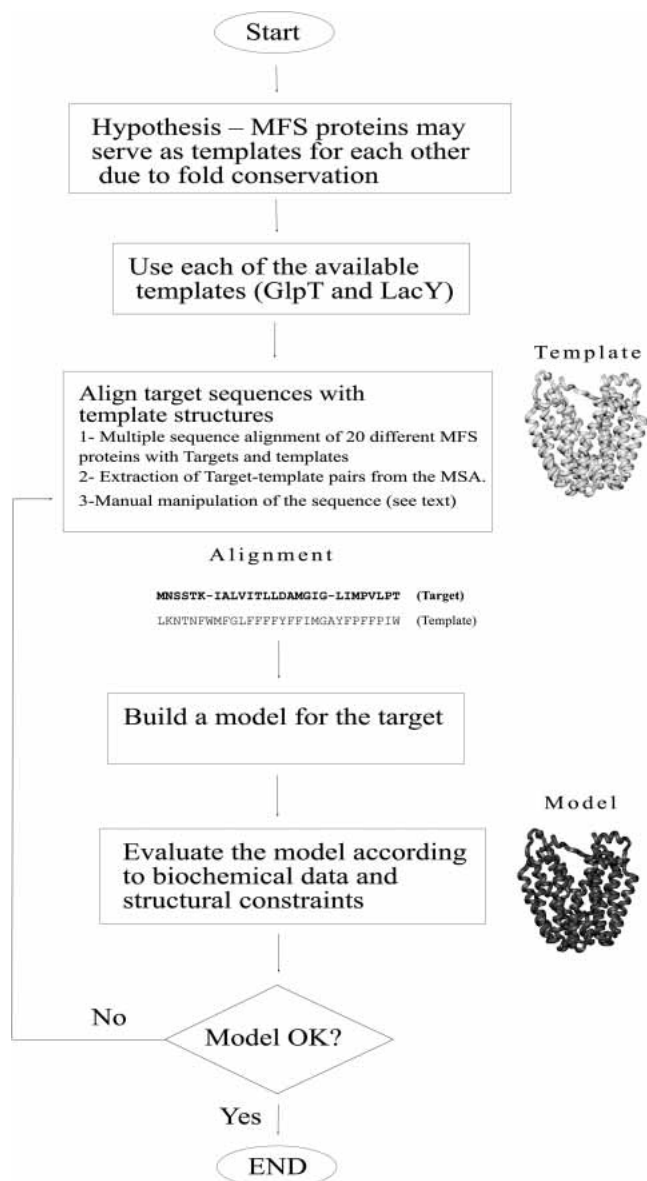 Start
Hypothesis – MFS proteins may
serve as templates for each other
due to fold conservation
Use each of the available
templates (GlpT and LacY)
Template
Align target sequences with
template structures
1- Multiple sequence alignment of 20 different MFS
proteins with Targets and templates
2- Extraction of Target-template pairs from the MSA.
3-Manual manipulation of the sequence (see text)
Alignment
MNSSTK-IALVITLLDAMGIG-LIMPVLPT (Target)
LKNTNFWMFGLFFFFYFFIMGAYFPFFPIW (Template)
Build a model for the target
Model
Evaluate the model according
to biochemical data and
structural constraints
No
Model OK?
Yes
END